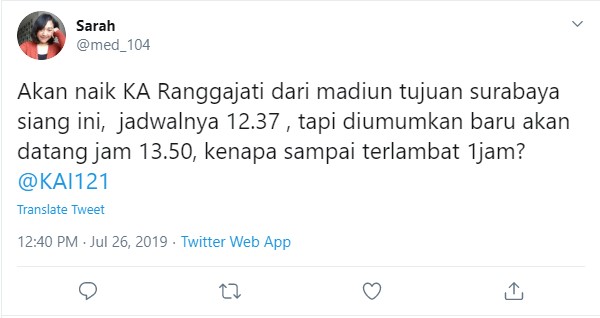 Sarah
@med_104
Akan naik KA Ranggajati dari madiun tujuan surabaya
siang ini,  jadwalnya 12.37 , tapi diumumkan baru akan
datang jam 13.50, kenapa sampai terlambat 1jam?
@KAI121
Translate Tweet
12:40 PM · Jul 26, 2019 · Twitter Web App